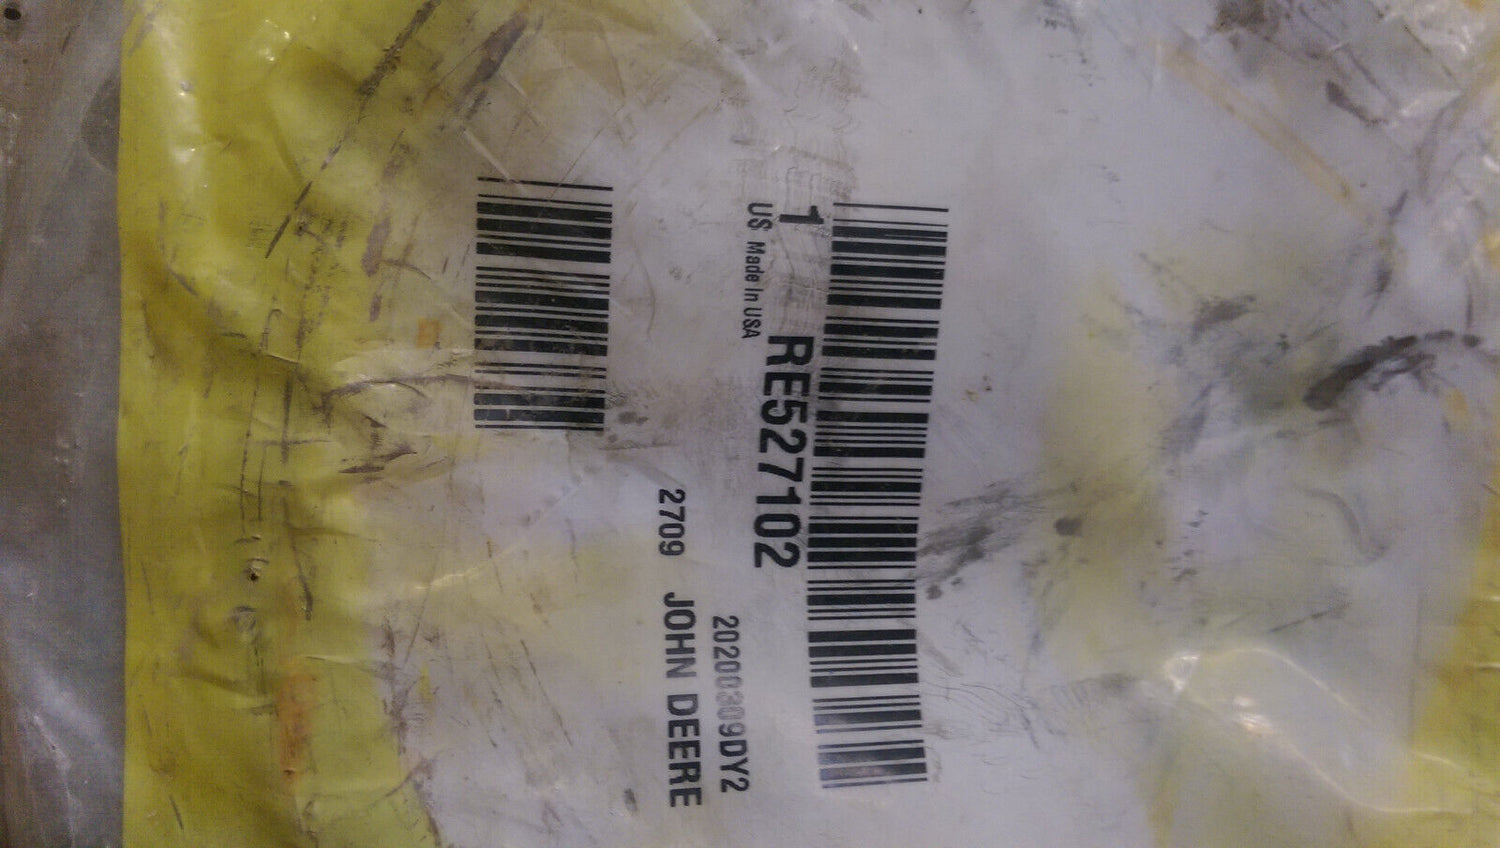 1 RE527102
US Made In USA
20200309DY2
2709 JOHN DEERE